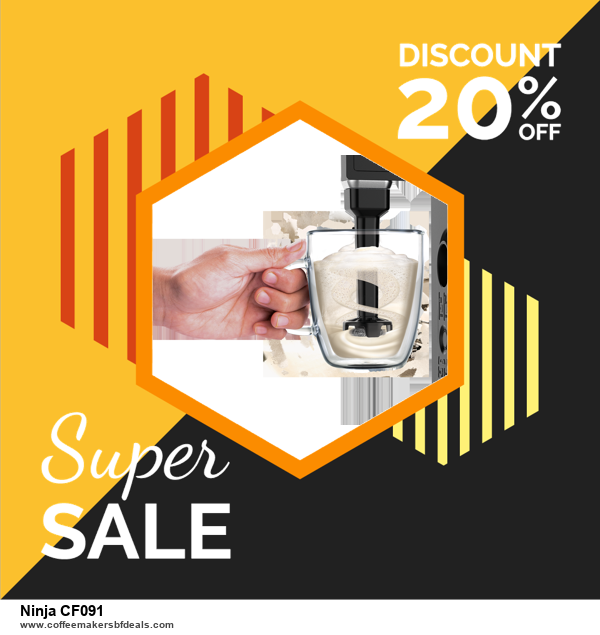 DISCOUNT
20%
OFF
Super
SALE
Ninja CF091
www.coffeemakersbfdeals.com